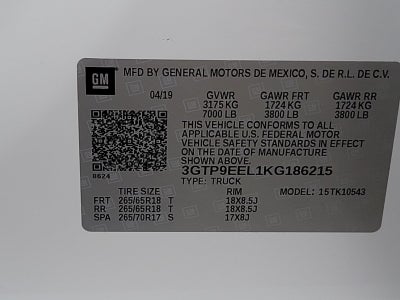 GM MFD BY GENERAL MOTORS DE MEXICO, S. DE R.L. DE C.V.
04/19 GVWR GAWR FRT GAWR RR
3175 KG 1724 KG 1724 KG
7000 LB 3800 LB 3800 LB
THIS VEHICLE CONFORMS TO ALL
APPLICABLE U.S. FEDERAL MOTOR
VEHICLE SAFETY STANDARDS IN EFFECT
ON THE DATE OF MANUFACTURE
SHOWN ABOVE.
3GTP9EEL1KG186215
8624 TYPE: TRUCK
TIRE SIZE RIM MODEL: 15TK10543
FRT 265/65R18 T 18X8.5J
RR 265/65R18 T 18X8.5J
SPA 265/70R17 S 17X8J